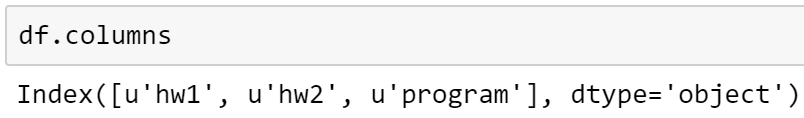 df.columns
Index([u'hw1', u'hw2', u'program'], dtype='object')